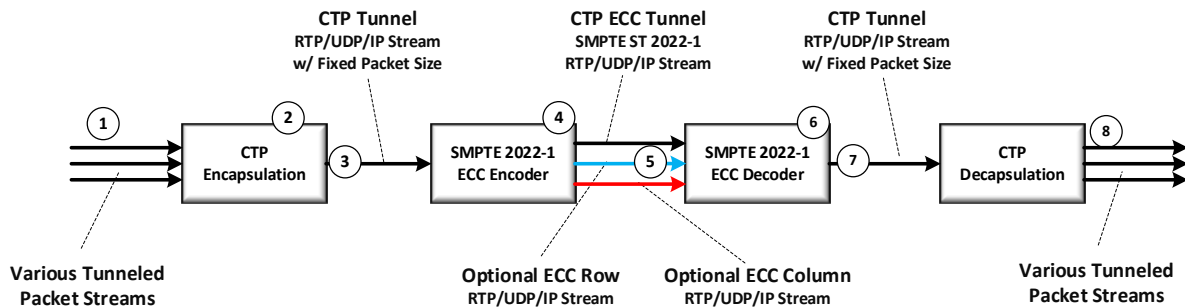 CTP Tunnel
RTP/UDP/IP Stream
w/ Fixed Packet Size
CTP ECC Tunnel
SMPTE ST 2022-1
RTP/UDP/IP Stream
CTP Tunnel
RTP/UDP/IP Stream
w/ Fixed Packet Size
1
2
CTP
Encapsulation
3
4
SMPTE 2022-1
ECC Encoder
5
6
SMPTE 2022-1
ECC Decoder
7
CTP
Decapsulation
8
Various Tunneled
Packet Streams
Optional ECC Row
RTP/UDP/IP Stream
Optional ECC Column
RTP/UDP/IP Stream
Various Tunneled
Packet Streams